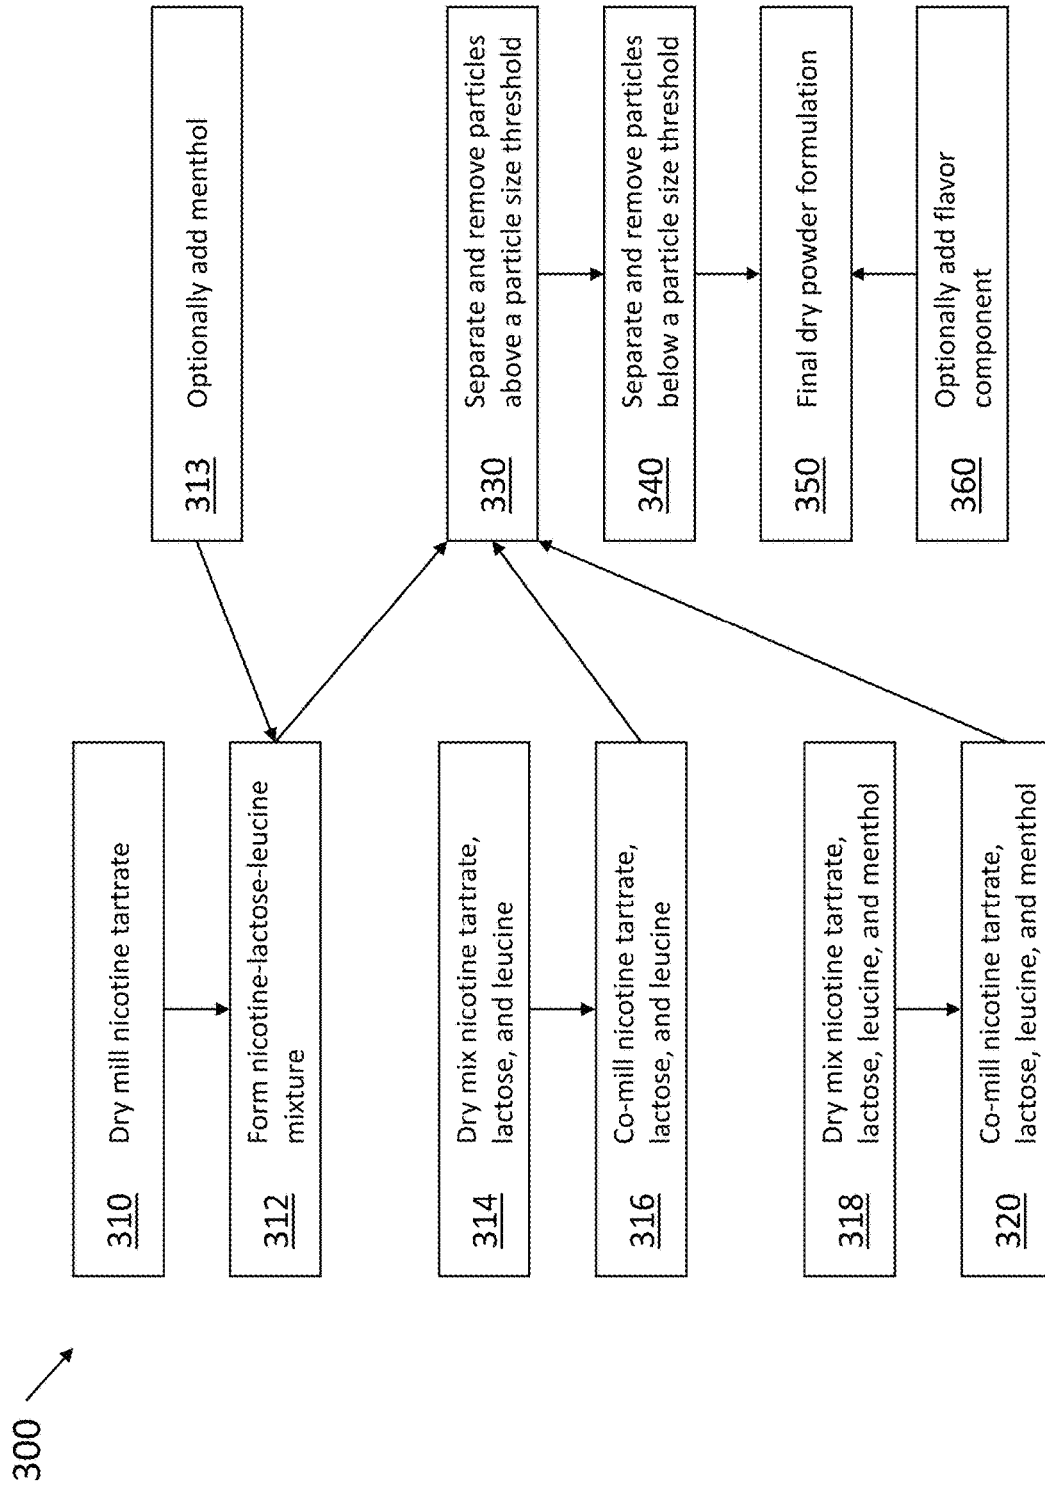 300
310
Dry mill nicotine tartrate
312
Form nicotine-lactose-leucine
mixture
313
Optionally add menthol
314
Dry mix nicotine tartrate,
lactose, and leucine
316
Co-mill nicotine tartrate,
lactose, and leucine
318
Dry mix nicotine tartrate,
lactose, leucine, and menthol
320
Co-mill nicotine tartrate,
lactose, leucine, and menthol
330
Separate and remove particles
above a particle size threshold
340
Separate and remove particles
below a particle size threshold
350
Final dry powder formulation
360
Optionally add flavor
component